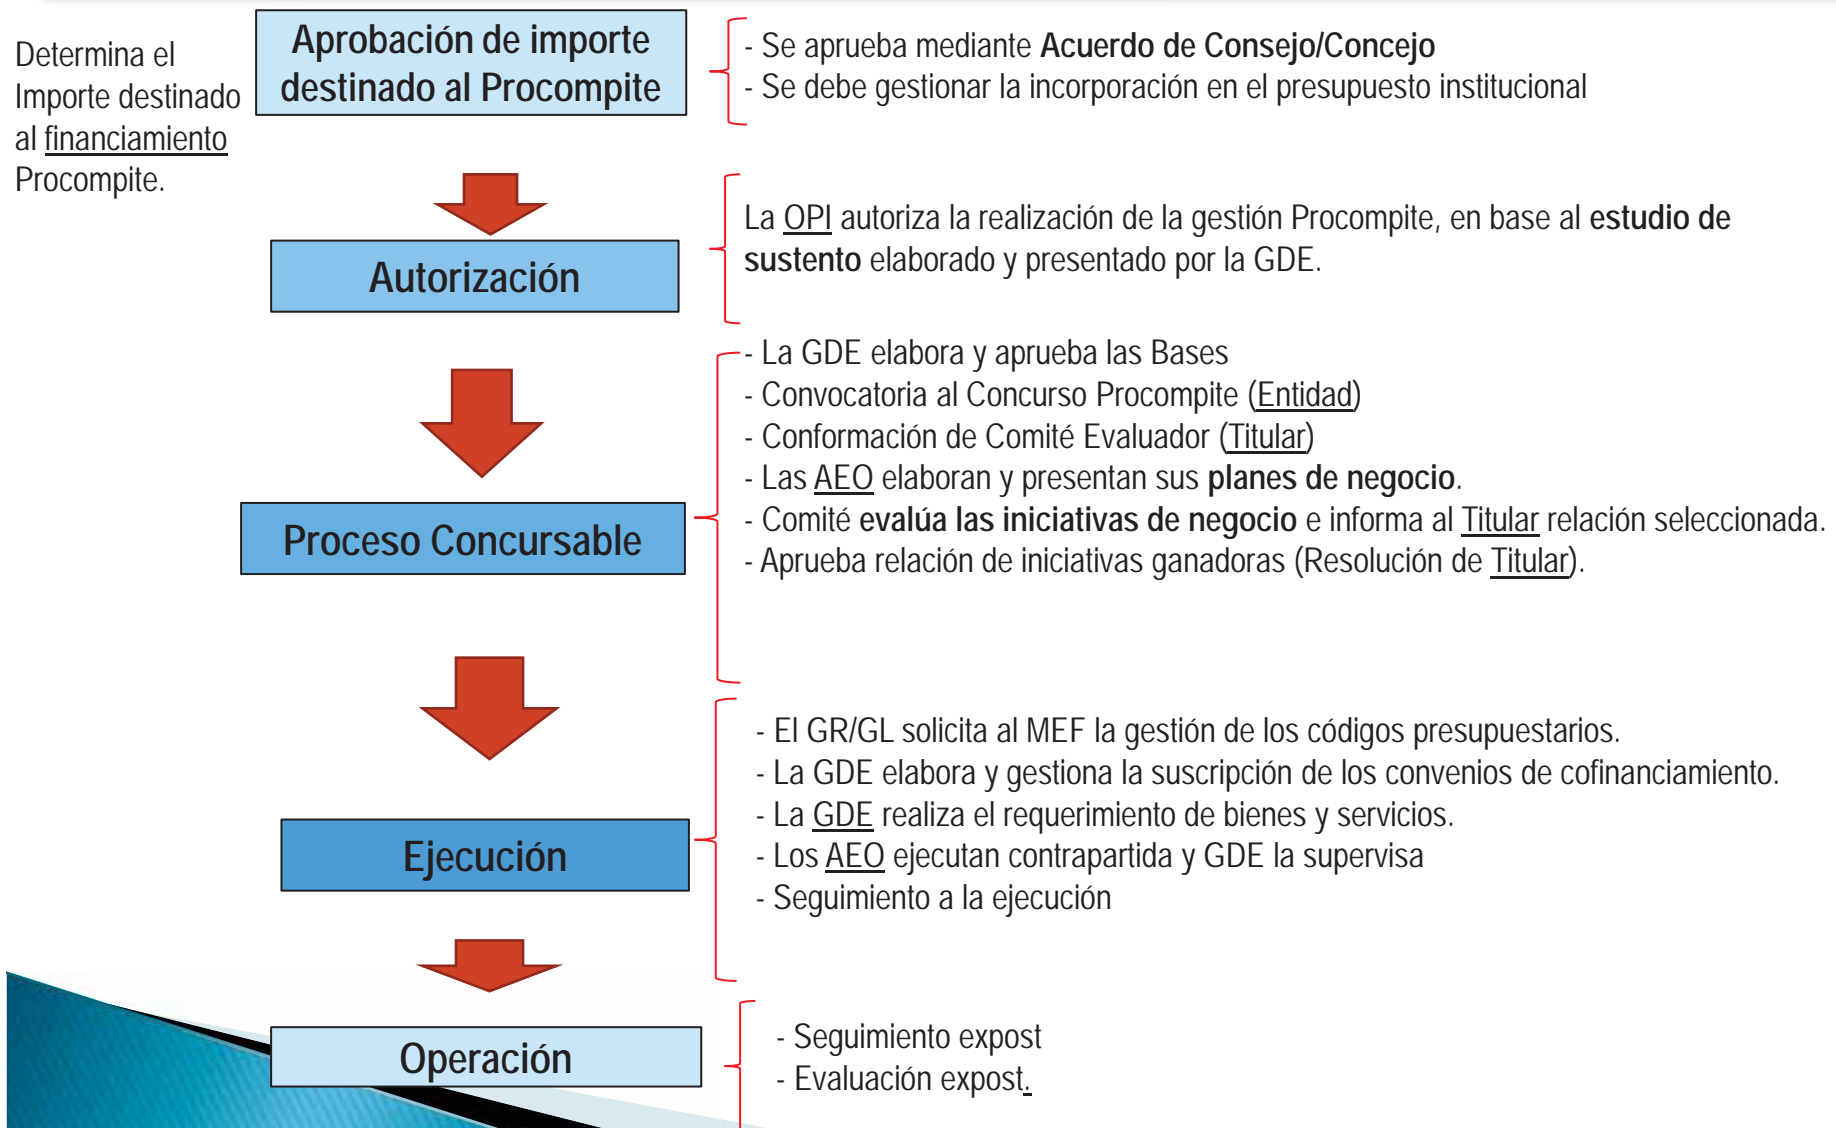 Determina el
Importe destinado
al financiamiento
Procompite.
Aprobación de importe
destinado al Procompite
- Se aprueba mediante Acuerdo de Consejo/Concejo
- Se debe gestionar la incorporación en el presupuesto institucional
Autorización
La OPI autoriza la realización de la gestión Procompite, en base al estudio de
sustento elaborado y presentado por la GDE.
Proceso Concursable
- La GDE elabora y aprueba las Bases
- Convocatoria al Concurso Procompite (Entidad)
- Conformación de Comité Evaluador (Titular)
- Las AEO elaboran y presentan sus planes de negocio.
- Comité evalúa las iniciativas de negocio e informa al Titular relación seleccionada.
- Aprueba relación de iniciativas ganadoras (Resolución de Titular).
Ejecución
- El GR/GL solicita al MEF la gestión de los códigos presupuestarios.
- La GDE elabora y gestiona la suscripción de los convenios de cofinanciamiento.
- La GDE realiza el requerimiento de bienes y servicios.
- Los AEO ejecutan contrapartida y GDE la supervisa
- Seguimiento a la ejecución
Operación
- Seguimiento expost
- Evaluación expost.